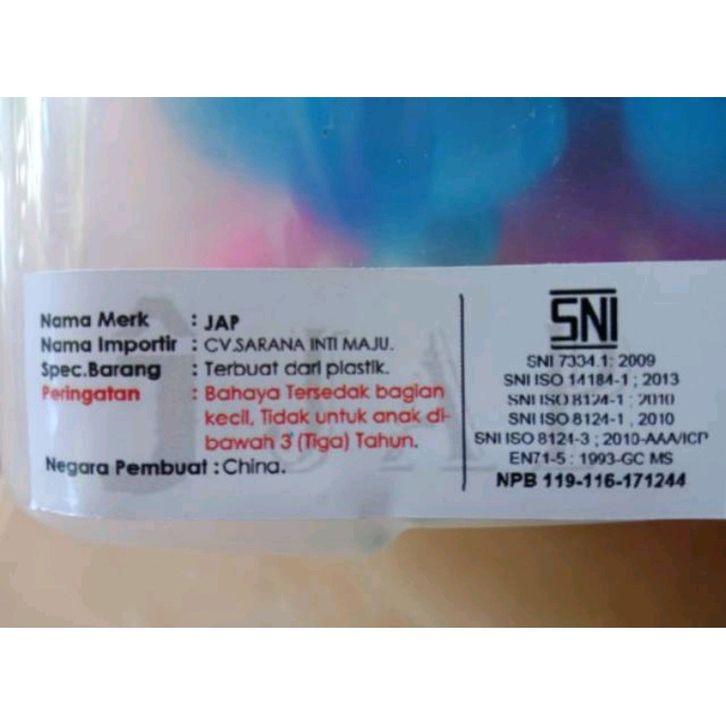 Nama Merk : JAP
Nama Importir : CV.SARANA INTI MAJU.
Spec.Barang : Terbuat dari plastik.
Peringatan : Bahaya Tersedak bagian
kecil, Tidak untuk anak di-
bawah 3 (Tiga) Tahun.
Negara Pembuat : China.
SNI
SNI 7334.1: 2009
SNI ISO 14184-1 ; 2013
SNI ISO 8124-1 ; 2010
SNI ISO 8124-1 , 2010
SNI ISO 8124-3 ; 2010-AAA/ICP
EN71-5 : 1993-GC MS
NPB 119-116-171244
JAP